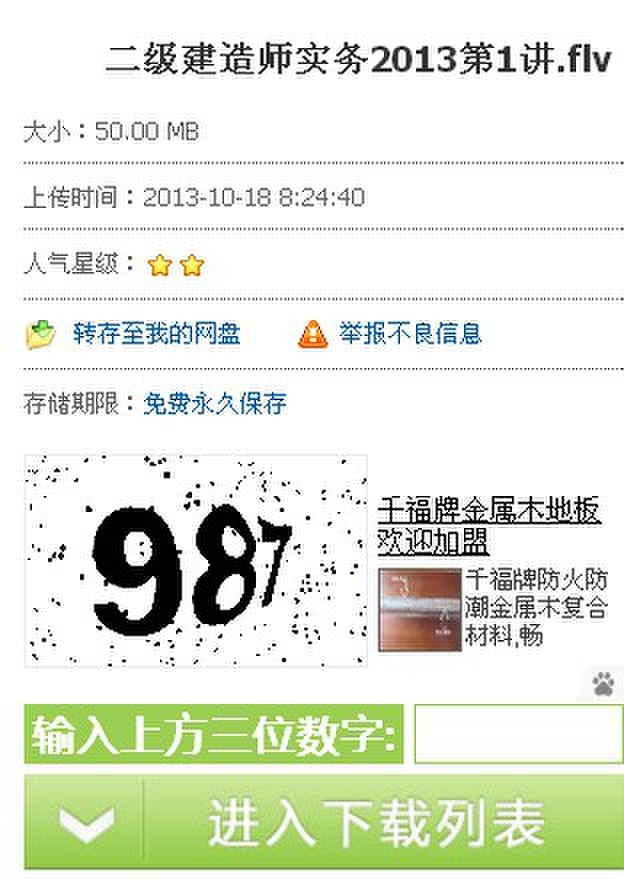 二级建造师实务2013第1讲.flv
大小：50.00 MB
上传时间：2013-10-18 8:24:40
人气星级：
转存至我的网盘 举报不良信息
存储期限：免费永久保存
987
千福牌金属木地板
欢迎加盟
千福牌防火防
潮金属木复合
材料,畅
输入上方三位数字:
进入下载列表